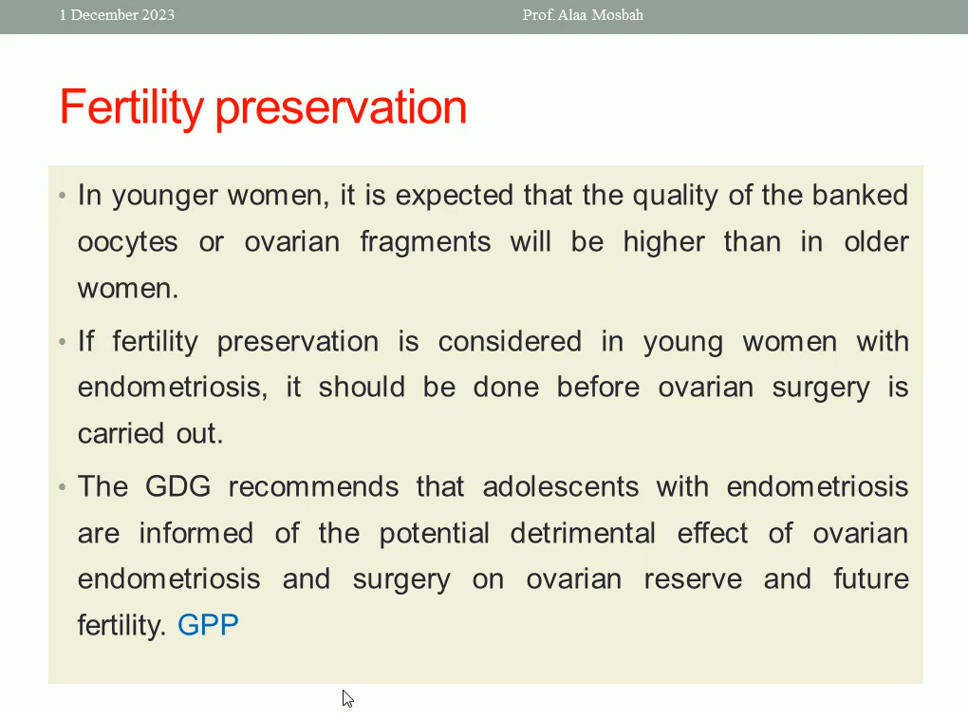 1 December 2023 Prof. Alaa Mosbah
Fertility preservation
• In younger women, it is expected that the quality of the banked
oocytes or ovarian fragments will be higher than in older
women.
• If fertility preservation is considered in young women with
endometriosis, it should be done before ovarian surgery is
carried out.
• The GDG recommends that adolescents with endometriosis
are informed of the potential detrimental effect of ovarian
endometriosis and surgery on ovarian reserve and future
fertility. GPP